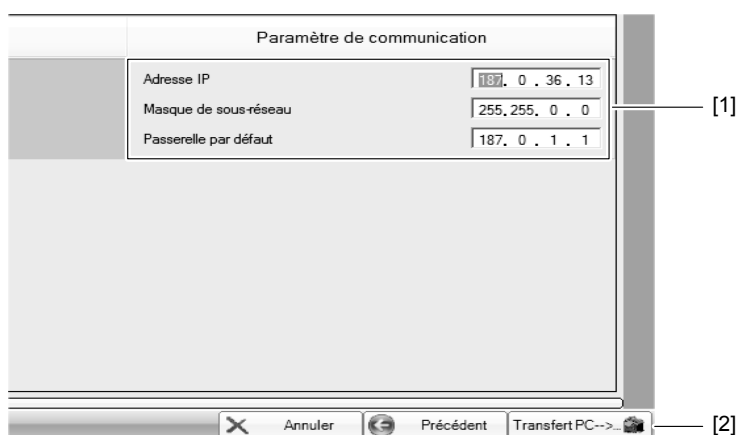 Paramètre de communication
Adresse IP 187. 0 . 36 . 13
Masque de sous-réseau 255.255. 0 . 0
[1]
Passerelle par défaut 187. 0 . 1 . 1
Annuler Précédent Transfert PC-->... [2]